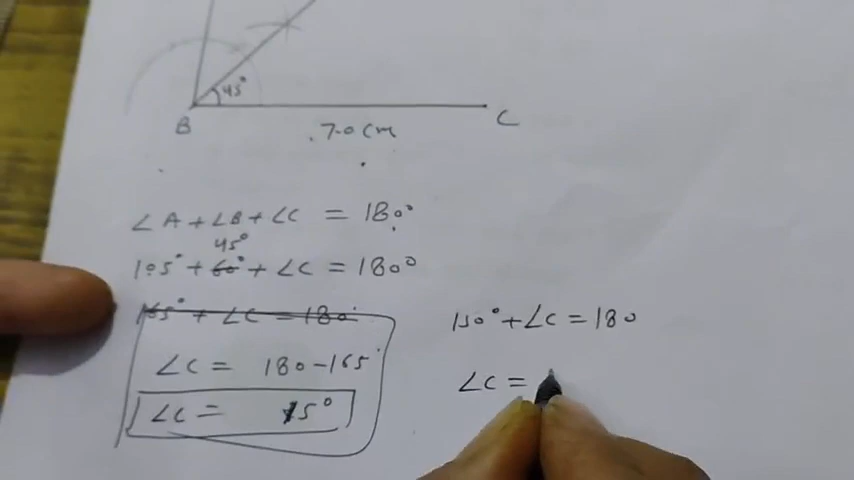 45°
B
7.0 cm
C
∠A + ∠B + ∠C = 180°
45°
105° + 60° + ∠C = 180°
165° + ∠C = 180°
∠C = 180 - 165
∠C = 15°
150° + ∠C = 180
∠C =